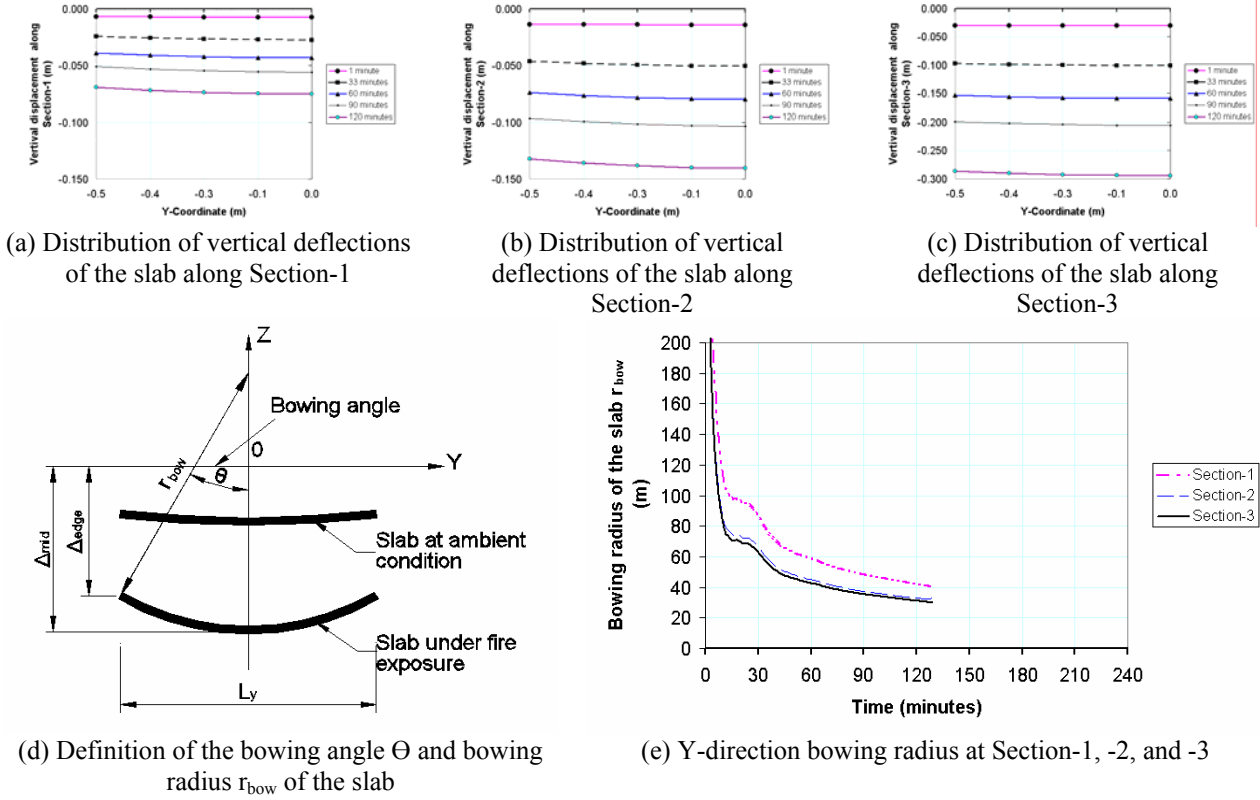 0.000
-0.050
-0.100
-0.150
-0.5
-0.4
-0.3
-0.1
0.0
Vertival displacement along
Section-1 (m)
Y-Coordinate (m)
1 minute
33 minutes
60 minutes
90 minutes
120 minutes
(a) Distribution of vertical deflections
of the slab along Section-1
0.000
-0.050
-0.100
-0.150
-0.5
-0.4
-0.3
-0.1
0.0
Vertival displacement along
Section-2 (m)
Y-Coordinate (m)
1 minute
33 minutes
60 minutes
90 minutes
120 minutes
(b) Distribution of vertical
deflections of the slab along
Section-2
0.000
-0.050
-0.100
-0.150
-0.200
-0.250
-0.300
-0.5
-0.4
-0.3
-0.1
0.0
Vertival displacement along
Section-3 (m)
Y-Coordinate (m)
1 minute
33 minutes
60 minutes
90 minutes
120 minutes
(c) Distribution of vertical
deflections of the slab along
Section-3
Z
Bowing angle
0
Y
r bow
θ
Δmid
Δedge
Slab at ambient
condition
Slab under fire
exposure
Ly
(d) Definition of the bowing angle Ɵ and bowing
radius rbow of the slab
Bowing radius of the slab r bow
(m)
200
180
160
140
120
100
80
60
40
20
0
0
30
60
90
120
150
180
210
240
Time (minutes)
Section-1
Section-2
Section-3
(e) Y-direction bowing radius at Section-1, -2, and -3